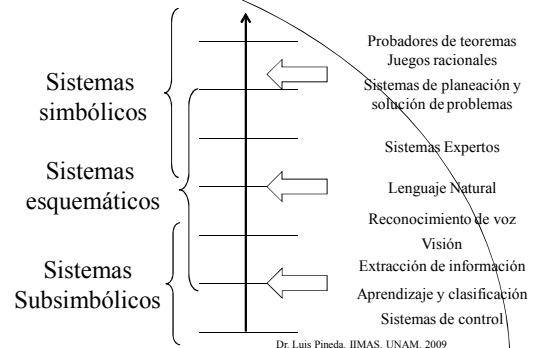 Sistemas
simbólicos
Sistemas
esquemáticos
Sistemas
Subsimbólicos
Probadores de teoremas
Juegos racionales
Sistemas de planeación y
solución de problemas
Sistemas Expertos
Lenguaje Natural
Reconocimiento de voz
Visión
Extracción de información
Aprendizaje y clasificación
Sistemas de control
Dr. Luis Pineda, IIMAS, UNAM, 2009